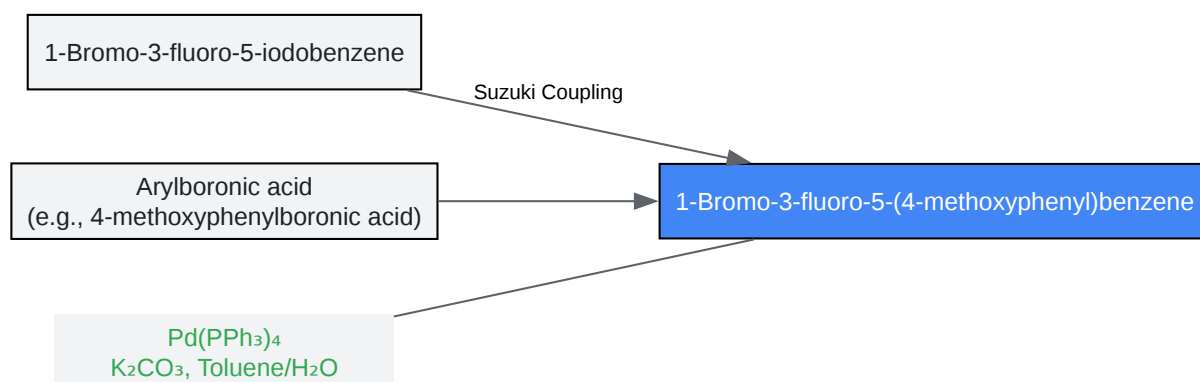 1-Bromo-3-fluoro-5-iodobenzene
Suzuki Coupling
Arylboronic acid
(e.g., 4-methoxyphenylboronic acid)
1-Bromo-3-fluoro-5-(4-methoxyphenyl)benzene
Pd(PPh₃)₄
K₂CO₃, Toluene/H₂O